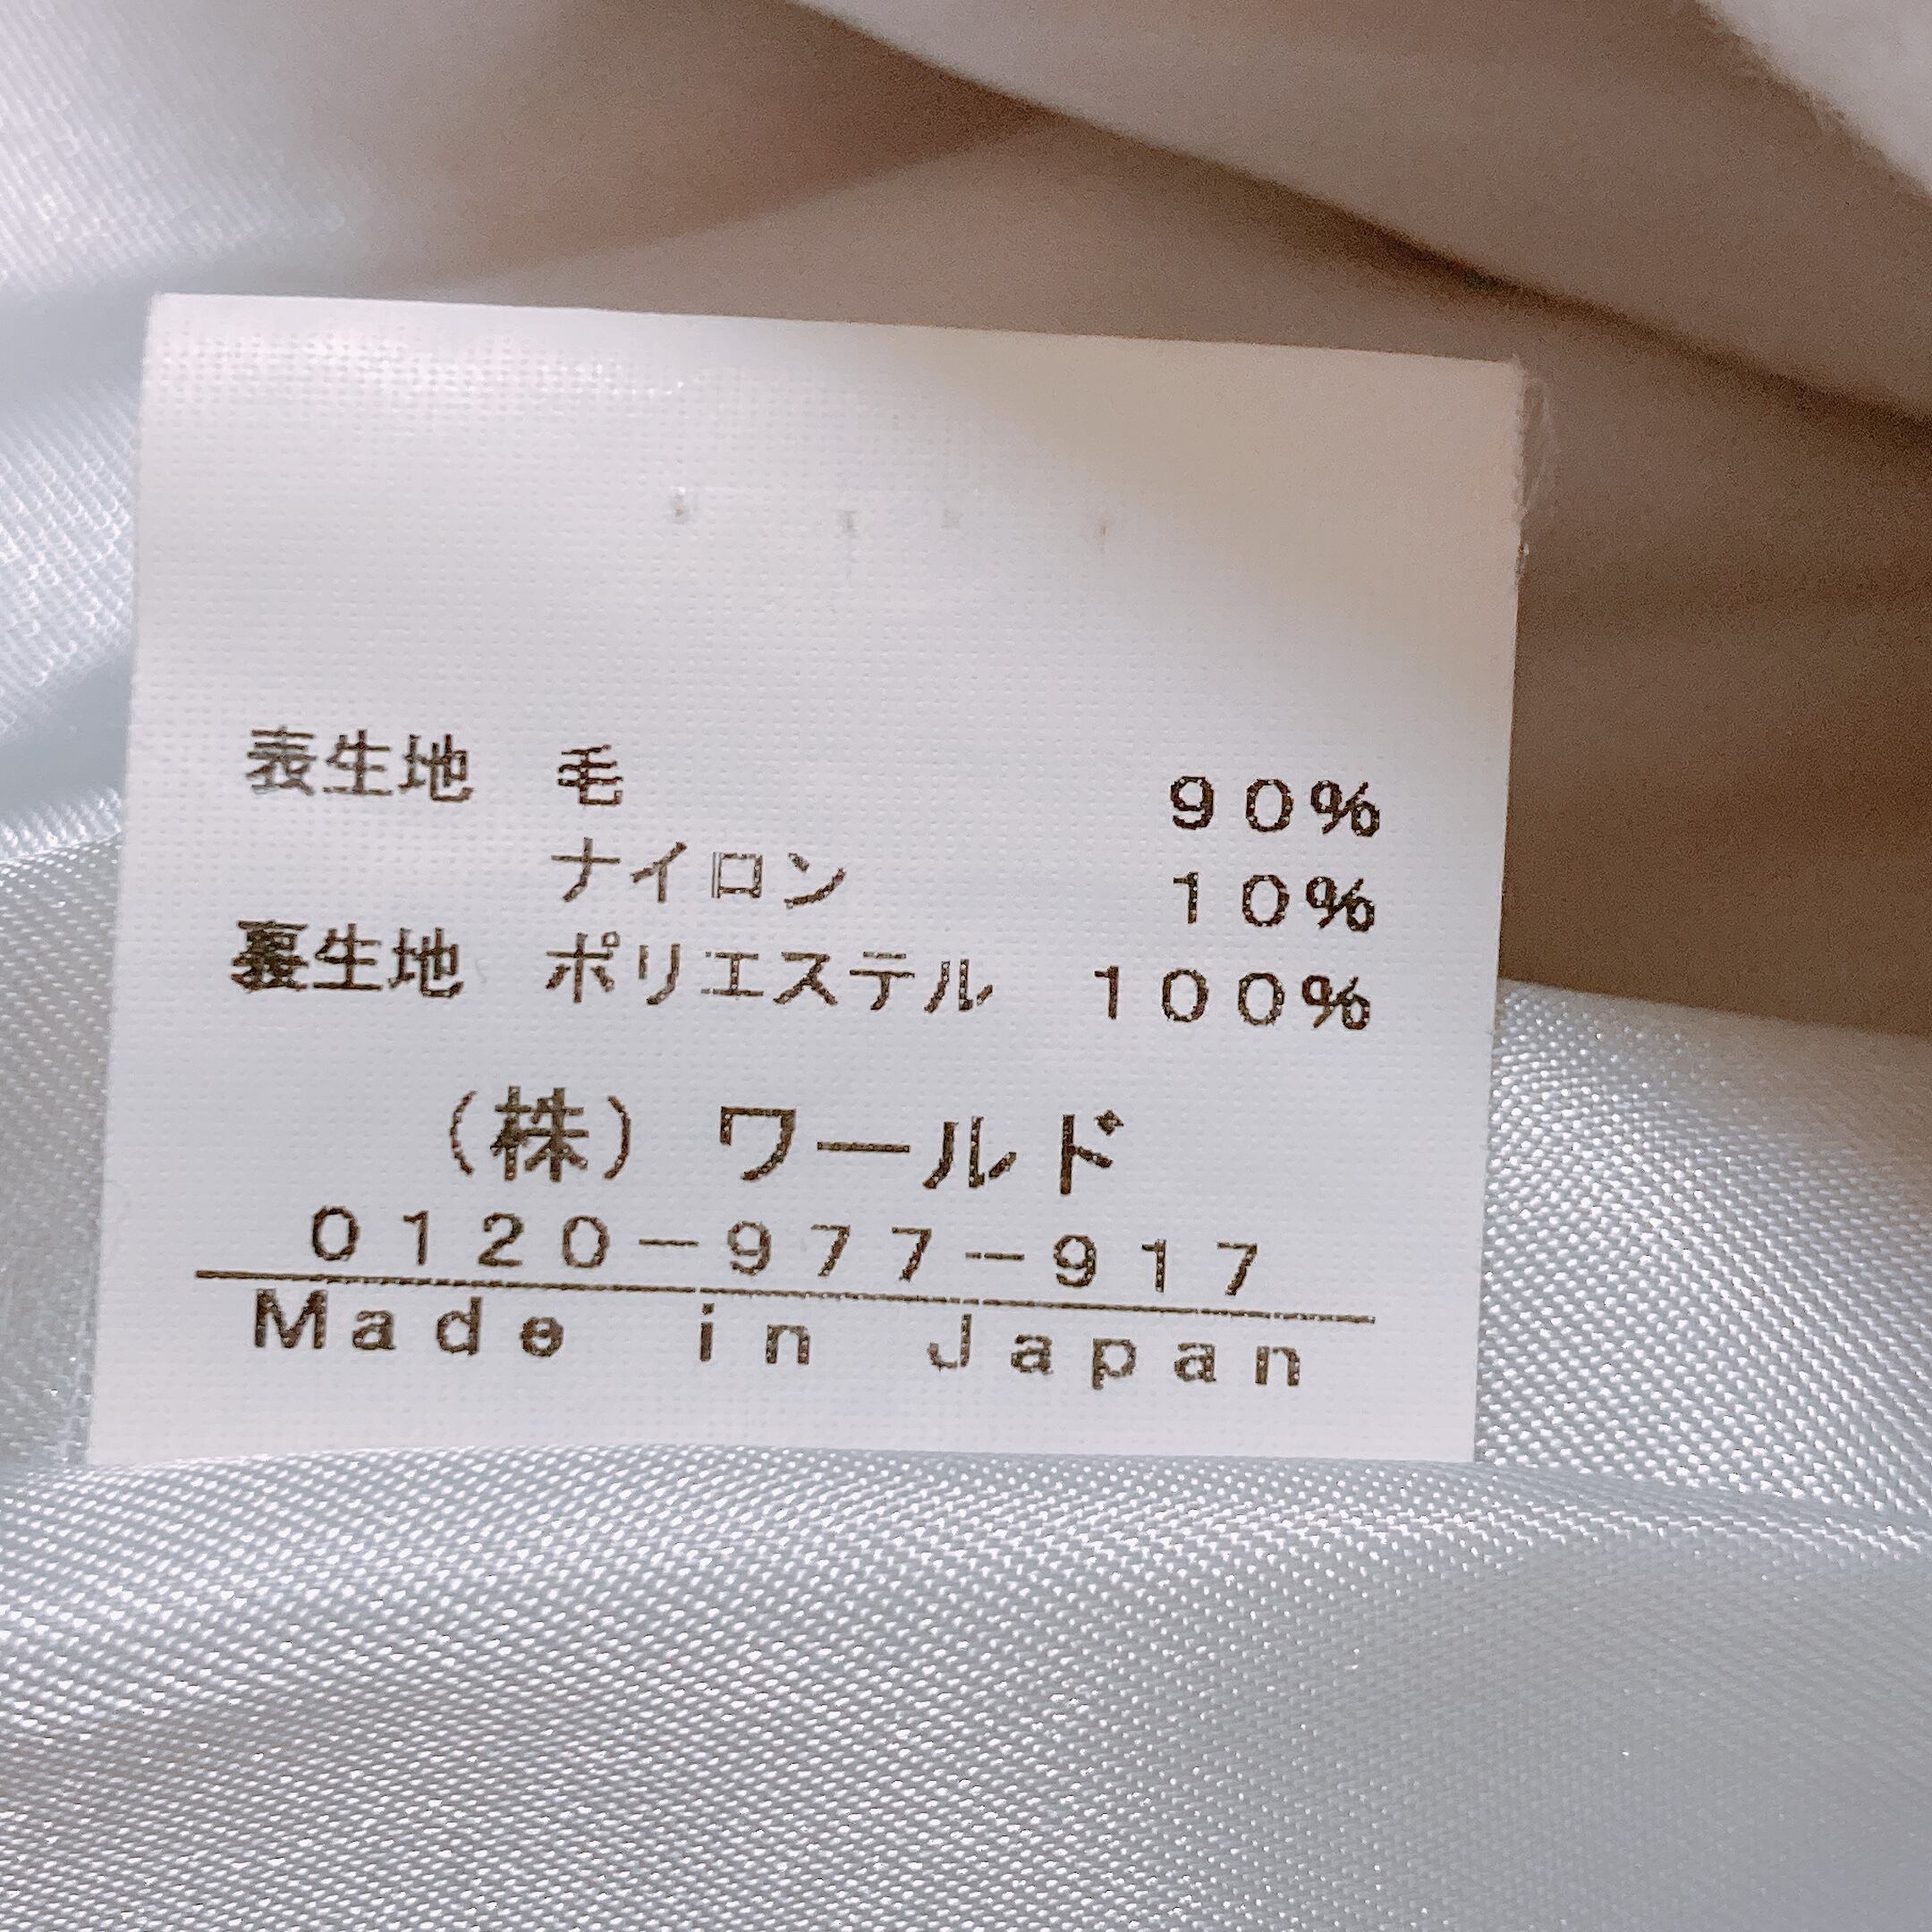 表生地 毛 90%
ナイロン 10%
裏生地 ポリエステル 100%
(株) ワールド
0120-977-917
Made in Japan